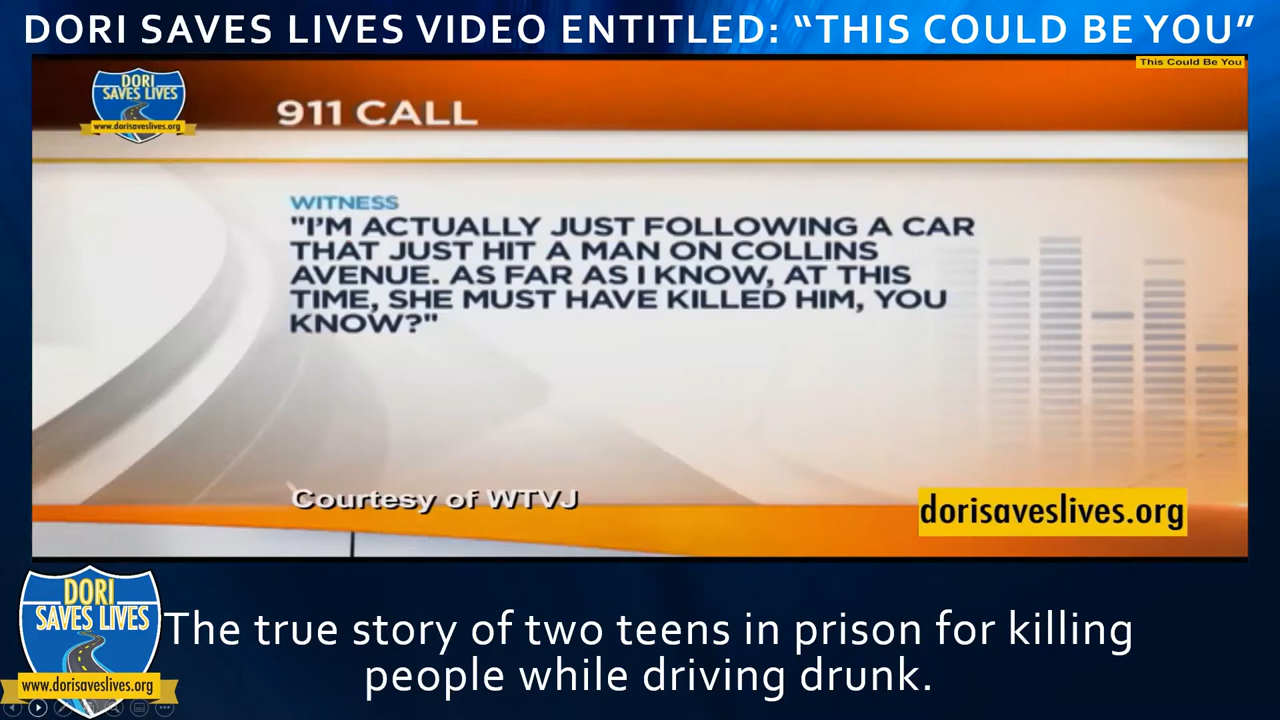 DORI SAVES LIVES VIDEO ENTITLED: “THIS COULD BE YOU”
This Could Be You
DORI
SAVES LIVES
www.dorisaveslives.org
911 CALL
WITNESS
"I'M ACTUALLY JUST FOLLOWING A CAR
THAT JUST HIT A MAN ON COLLINS
AVENUE. AS FAR AS I KNOW, AT THIS
TIME, SHE MUST HAVE KILLED HIM, YOU
KNOW?"
Courtesy of WTVJ
dorisaveslives.org
DORI
SAVES LIVES
www.dorisaveslives.org
The true story of two teens in prison for killing
people while driving drunk.